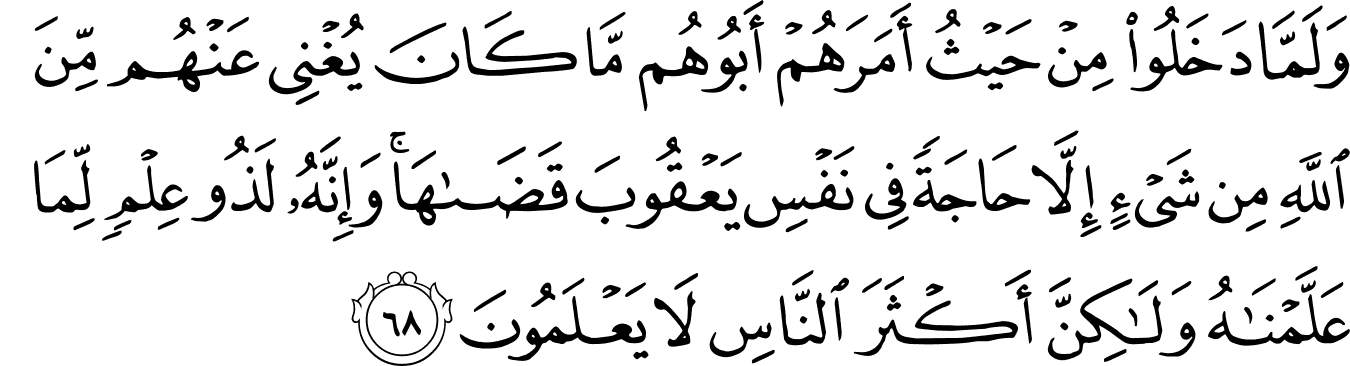 وَلَمَّا دَخَلُوا۟ مِنْ حَيْثُ أَمَرَهُمْ أَبُوهُم مَّا كَانَ يُغْنِى عَنْهُم مِّنَ
ٱللَّهِ مِن شَىْءٍ إِلَّا حَاجَةً فِى نَفْسِ يَعْقُوبَ قَضَىٰهَا ۚ وَإِنَّهُۥ لَذُو عِلْمٍ لِّمَا
عَلَّمْنَٰهُ وَلَٰكِنَّ أَكْثَرَ ٱلنَّاسِ لَا يَعْلَمُونَ ٦٨